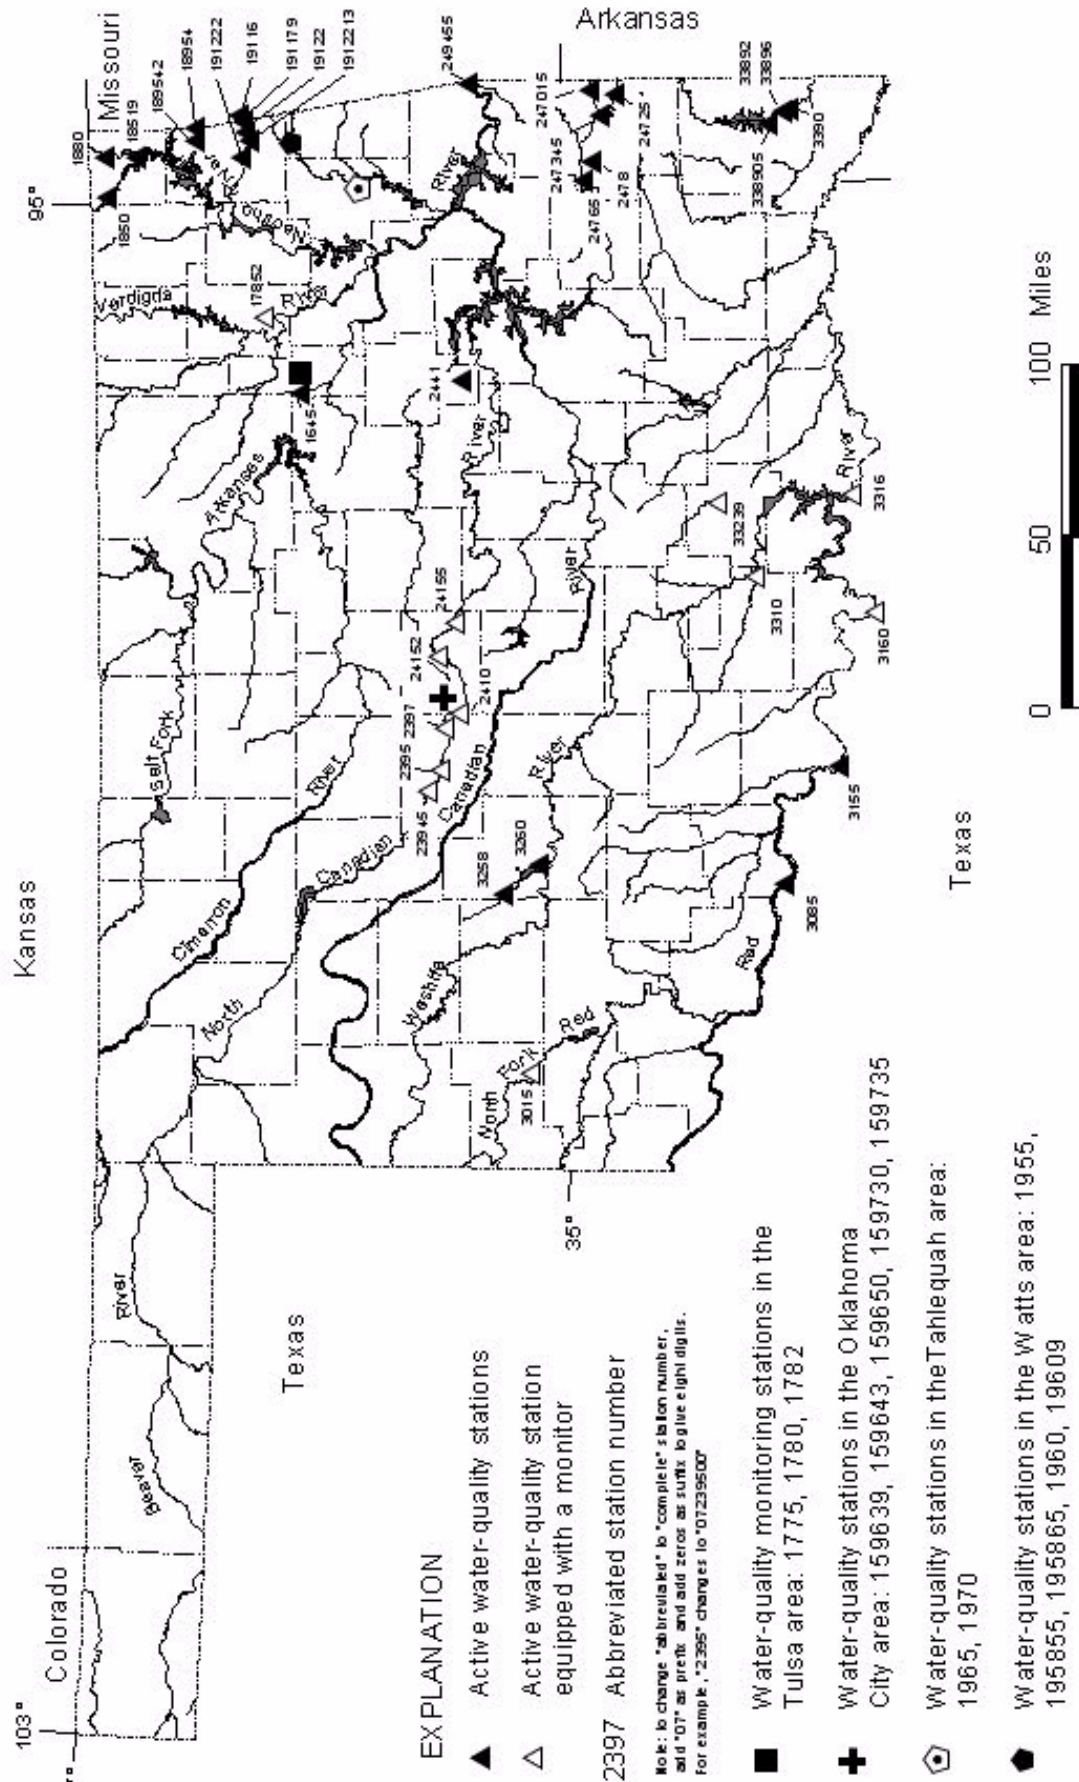 Kansas
Colorado
Missouri
Arkansas
Texas
Texas
103°
95°
35°
Beaver
River
Cimarron
River
Salt Fork
Arkansas
Verdigris
River
Neosho
River
River
North
Canadian
River
Canadian
River
Washita
River
North
Fork
Red
Red
River
1850
1880
18519
189542
18954
191222
19116
191179
19122
1912213
17852
1645
2441
249455
247015
247345
24725
24765
2478
33892
33896
338905
3390
24155
24152
2410
2397
2395
23945
3260
3258
3015
33239
3310
3316
3160
3155
3085
0
50
100 Miles
EXPLANATION
Active water-quality stations
Active water-quality station
equipped with a monitor
2397 Abbreviated station number
Note: to change "abbreviated" to "complete" station number,
add "07" as prefix and add zeros as suffix to give eight digits.
For example, "2395" changes to "07239500"
Water-quality monitoring stations in the
Tulsa area: 1775, 1780, 1782
Water-quality stations in the Oklahoma
City area: 159639, 159643, 159650, 159730, 159735
Water-quality stations in the Tahlequah area:
1965, 1970
Water-quality stations in the Watts area: 1955,
195855, 195865, 1960, 19609